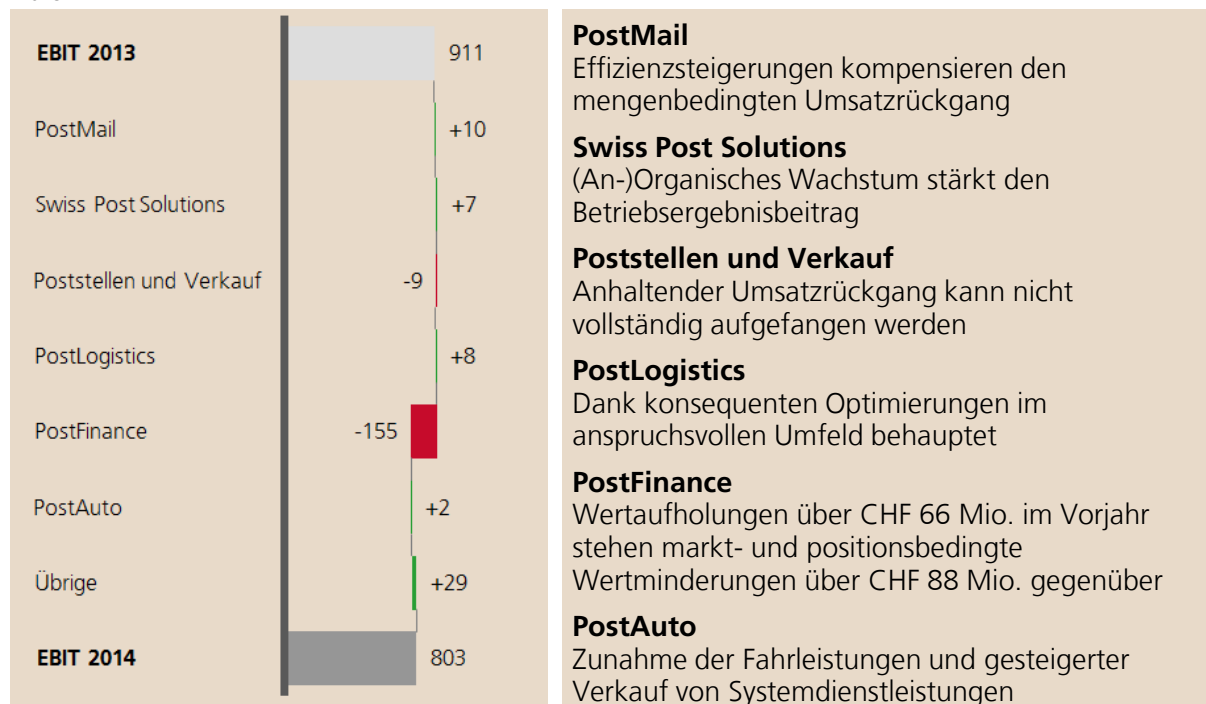 EBIT 2013 911
PostMail +10
Swiss Post Solutions +7
Poststellen und Verkauf -9
PostLogistics +8
PostFinance -155
PostAuto +2
Übrige +29
EBIT 2014 803
PostMail
Effizienzsteigerungen kompensieren den
mengenbedingten Umsatzrückgang
Swiss Post Solutions
(An-)Organisches Wachstum stärkt den
Betriebsergebnisbeitrag
Poststellen und Verkauf
Anhaltender Umsatzrückgang kann nicht
vollständig aufgefangen werden
PostLogistics
Dank konsequenten Optimierungen im
anspruchsvollen Umfeld behauptet
PostFinance
Wertaufholungen über CHF 66 Mio. im Vorjahr
stehen markt- und positionsbedingte
Wertminderungen über CHF 88 Mio. gegenüber
PostAuto
Zunahme der Fahrleistungen und gesteigerter
Verkauf von Systemdienstleistungen